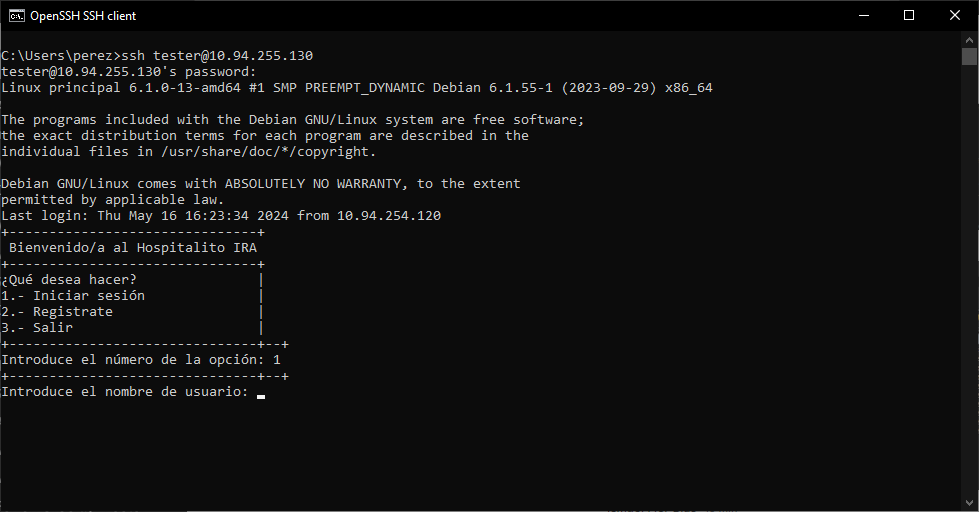 OpenSSH SSH client
C:\Users\perez>ssh tester@10.94.255.130
tester@10.94.255.130's password:
Linux principal 6.1.0-13-amd64 #1 SMP PREEMPT_DYNAMIC Debian 6.1.55-1 (2023-09-29) x86_64
The programs included with the Debian GNU/Linux system are free software;
the exact distribution terms for each program are described in the
individual files in /usr/share/doc/*/copyright.
Debian GNU/Linux comes with ABSOLUTELY NO WARRANTY, to the extent
permitted by applicable law.
Last login: Thu May 16 16:23:34 2024 from 10.94.254.120
+-------------------------------+
Bienvenido/a al Hospitalito IRA
+-------------------------------+
¿Qué desea hacer? |
1.- Iniciar sesión |
2.- Registrate |
3.- Salir |
+-------------------------------+--+
Introduce el número de la opción: 1
+-------------------------------+--+
Introduce el nombre de usuario: